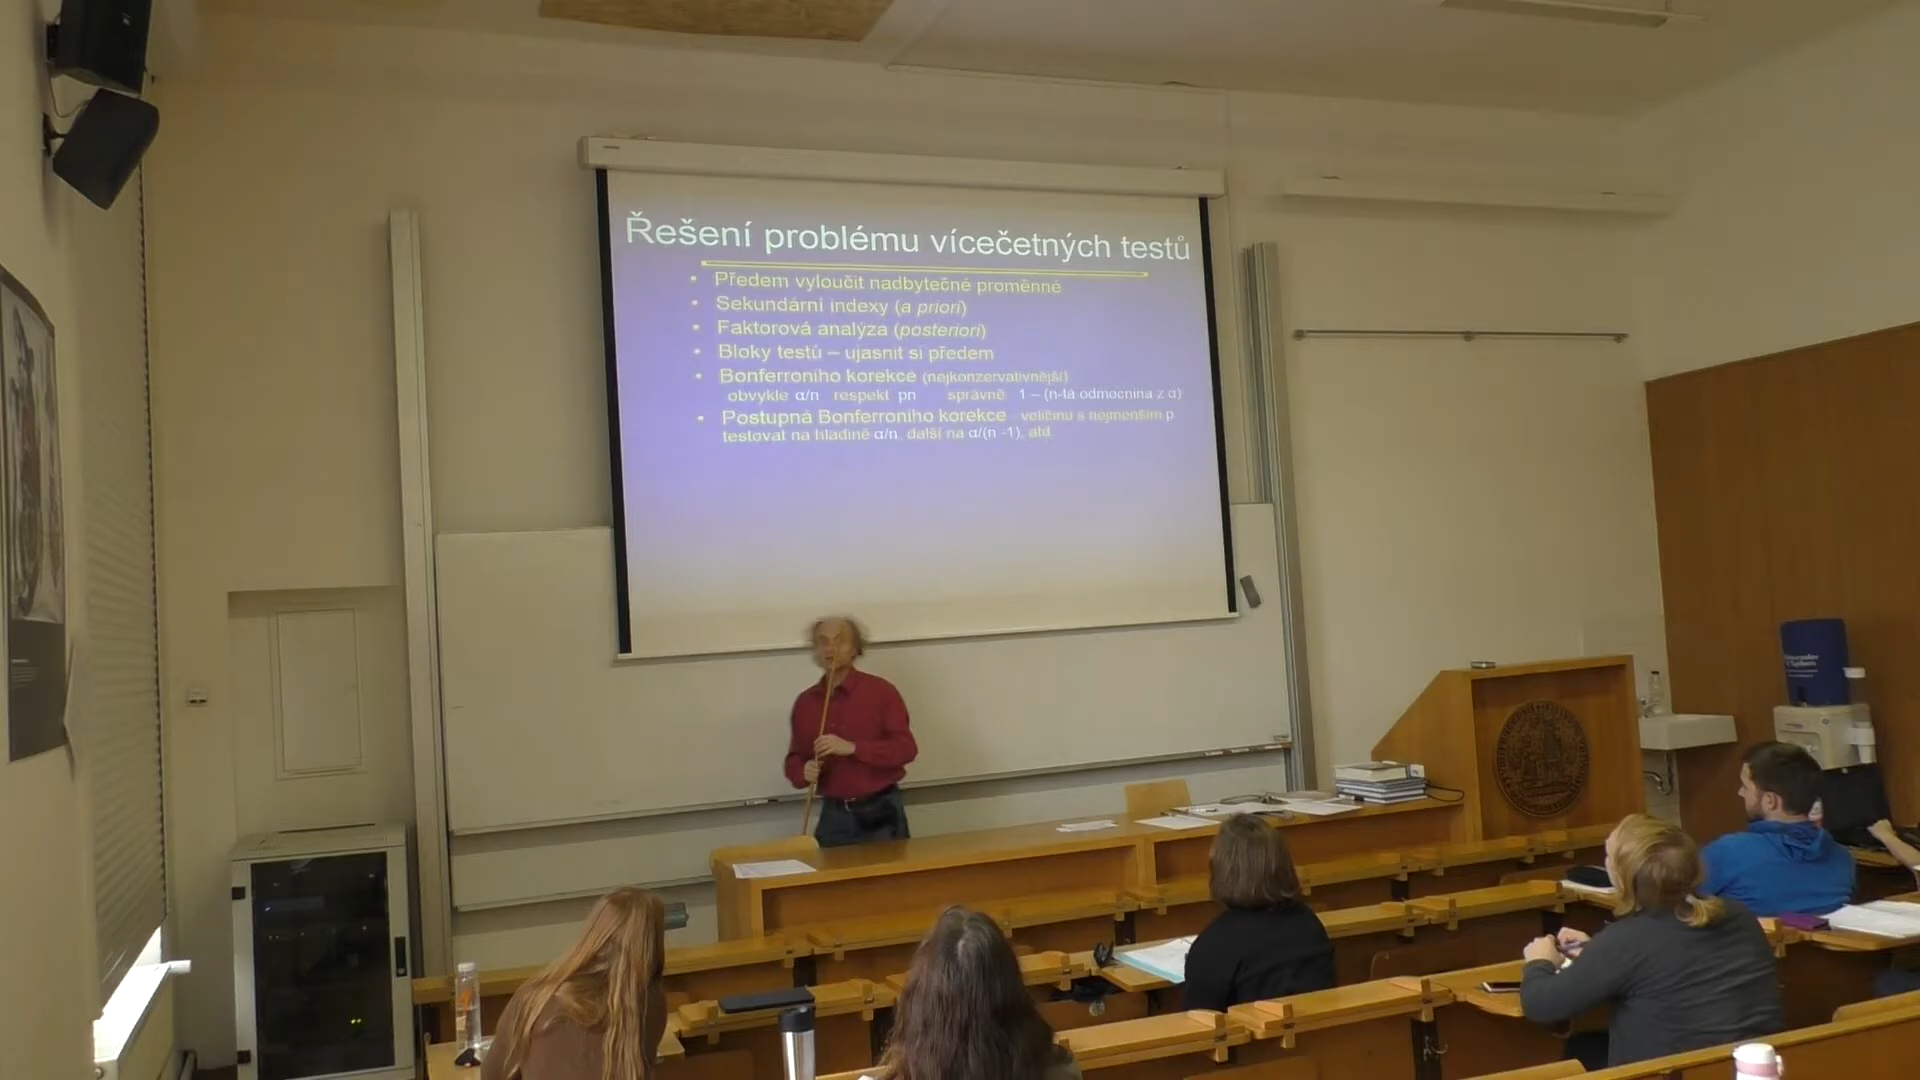 Řešení problému vícečetných testů
• Předem vyloučit nadbytečné proměnné
• Sekundární indexy (a priori)
• Faktorová analýza (posteriori)
• Bloky testů – ujasnit si předem
• Bonferroniho korekce (nejkonzervativnější)
obvykle α/n respekt pn správně 1 – (n-tá odmocnina z α)
• Postupná Bonferroniho korekce - veličinu s nejmenším p
testovat na hladině α/n, další na α/(n -1), atd.